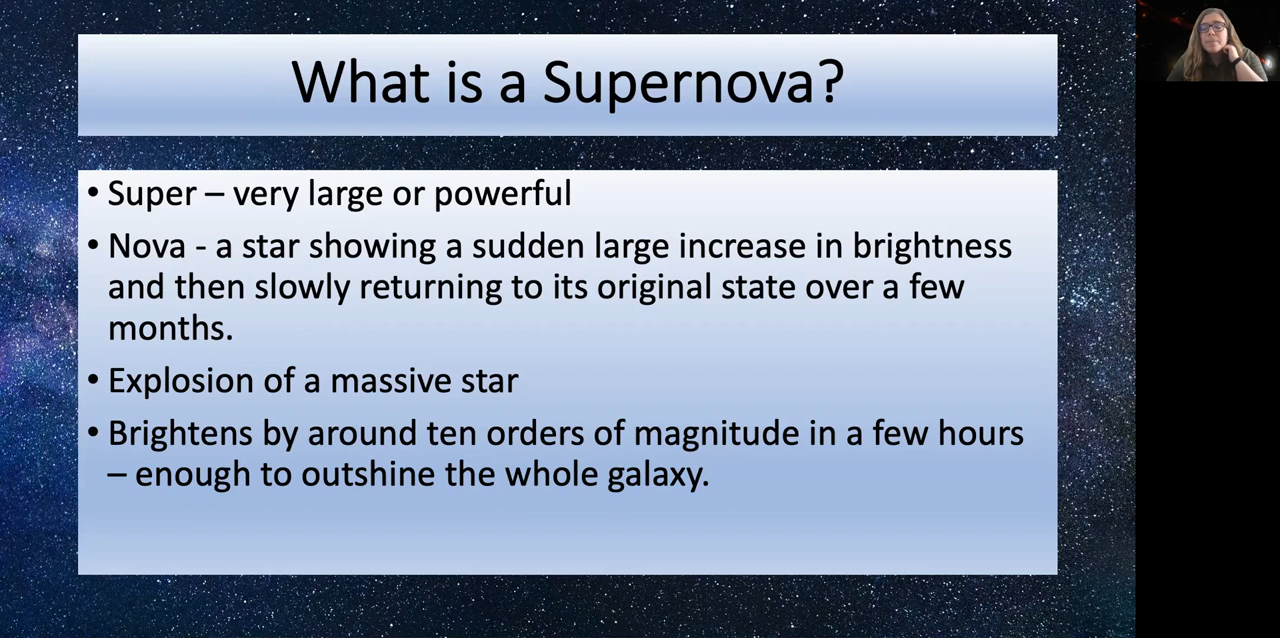 What is a Supernova?
• Super – very large or powerful
• Nova - a star showing a sudden large increase in brightness
and then slowly returning to its original state over a few
months.
• Explosion of a massive star
• Brightens by around ten orders of magnitude in a few hours
– enough to outshine the whole galaxy.